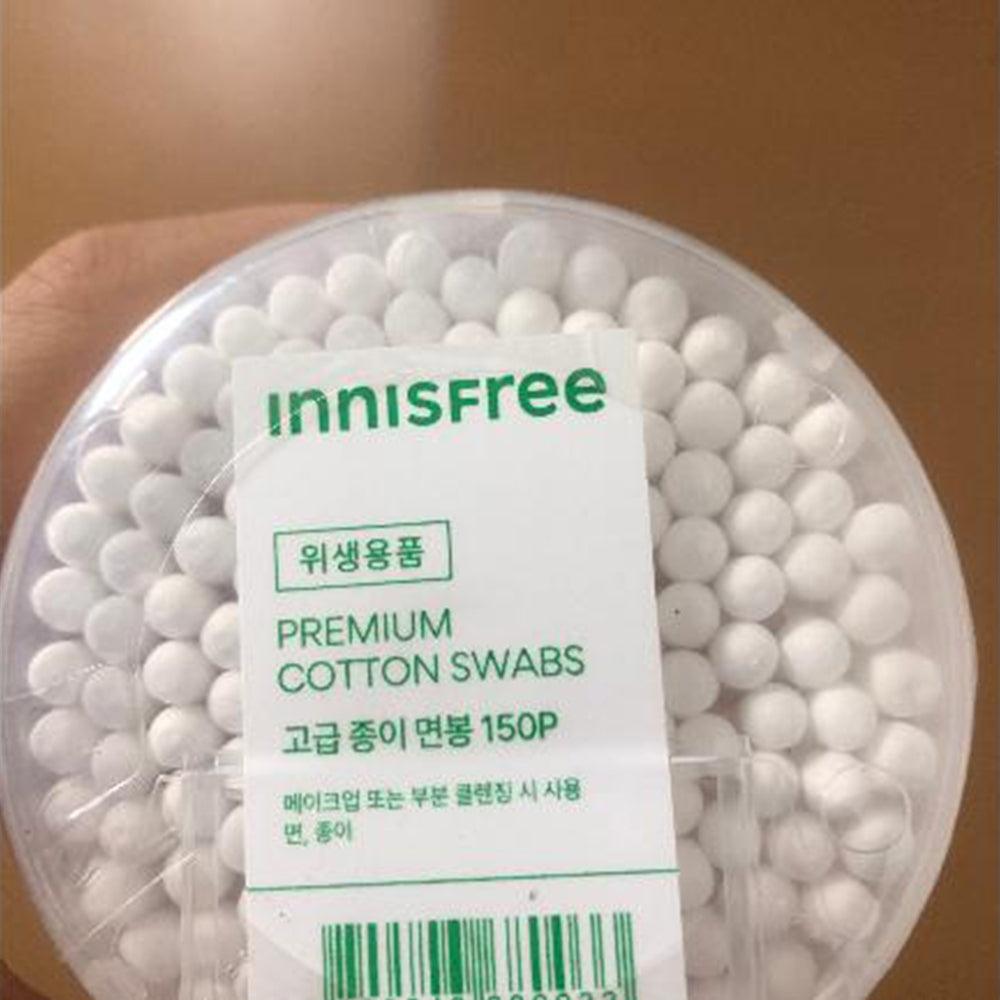 innisfree
위생용품
PREMIUM
COTTON SWABS
고급 종이 면봉 150P
메이크업 또는 부분 클렌징 시 사용
면, 종이